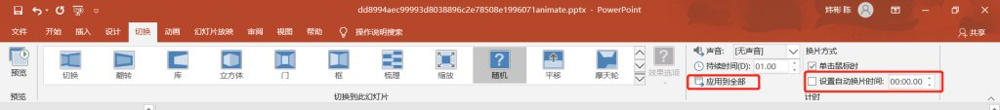 dd8994aec99993d8038896c2e78508e1996071animate.pptx - PowerPoint
炜彬 陈
文件 开始 插入 设计 切换 动画 幻灯片放映 审阅 视图 帮助 操作说明搜索 共享
预览
切换 翻转 库 立方体 门 框 梳理 缩放 随机 平移 摩天轮
效果选项
声音: [无声音]
持续时间(D): 01.00
应用到全部
换片方式
单击鼠标时
设置自动换片时间: 00:00.00
预览 切换到此幻灯片 计时